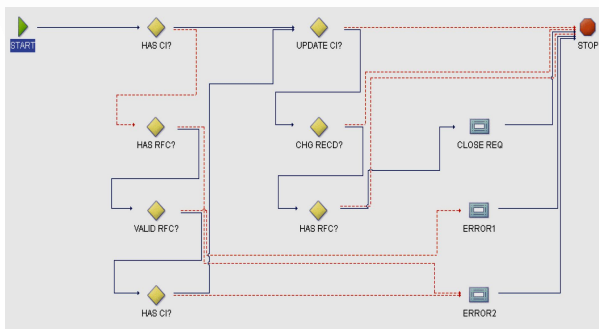 START
HAS CI?
UPDATE CI?
STOP
HAS RFC?
CHG RECD?
CLOSE REQ
VALID RFC?
HAS RFC?
ERROR1
HAS CI?
ERROR2